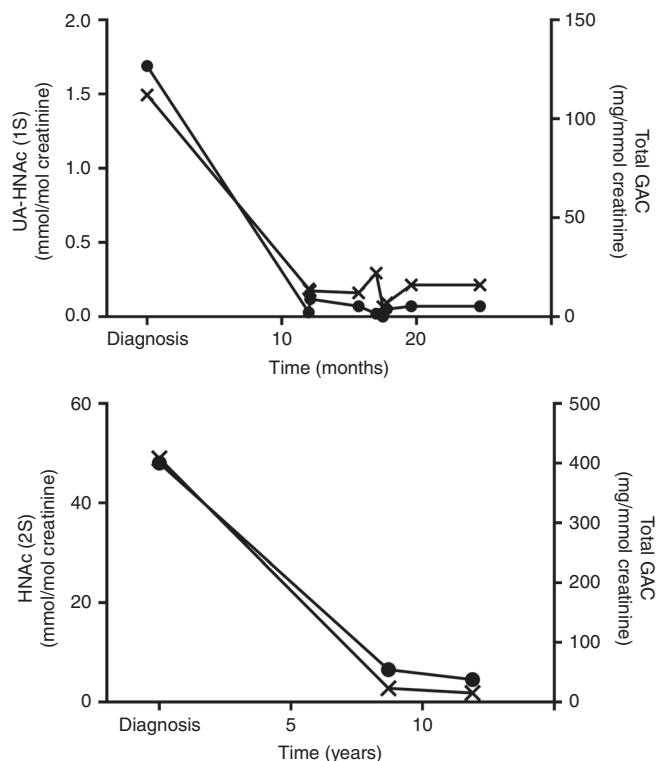 2.0
1.5
1.0
0.5
0.0
UA-HNAc (1S)
(mmol/mol creatinine)
150
100
50
0
Total GAC
(mg/mmol creatinine)
Diagnosis 10 20
Time (months)
60
40
20
0
HNAc (2S)
(mmol/mol creatinine)
500
400
300
200
100
0
Total GAC
(mg/mmol creatinine)
Diagnosis 5 10
Time (years)